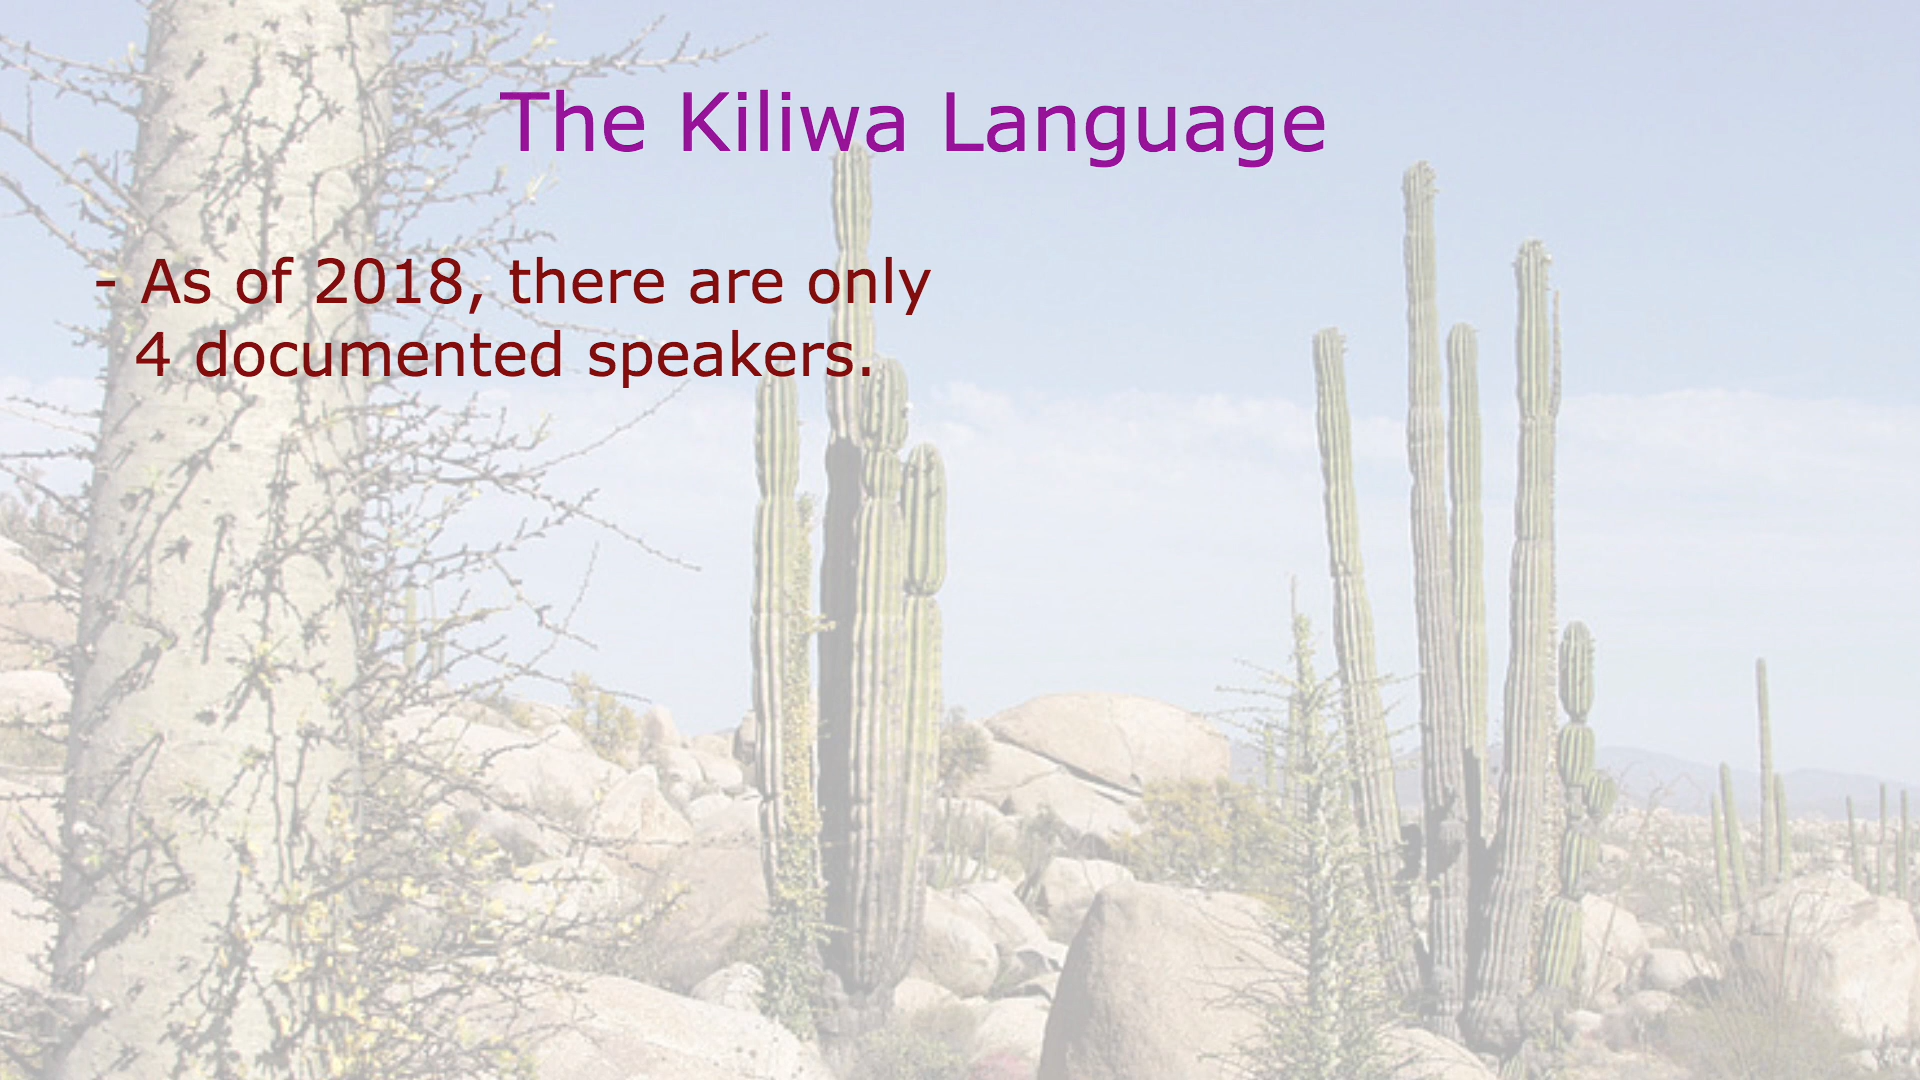 The Kiliwa Language
- As of 2018, there are only
4 documented speakers.